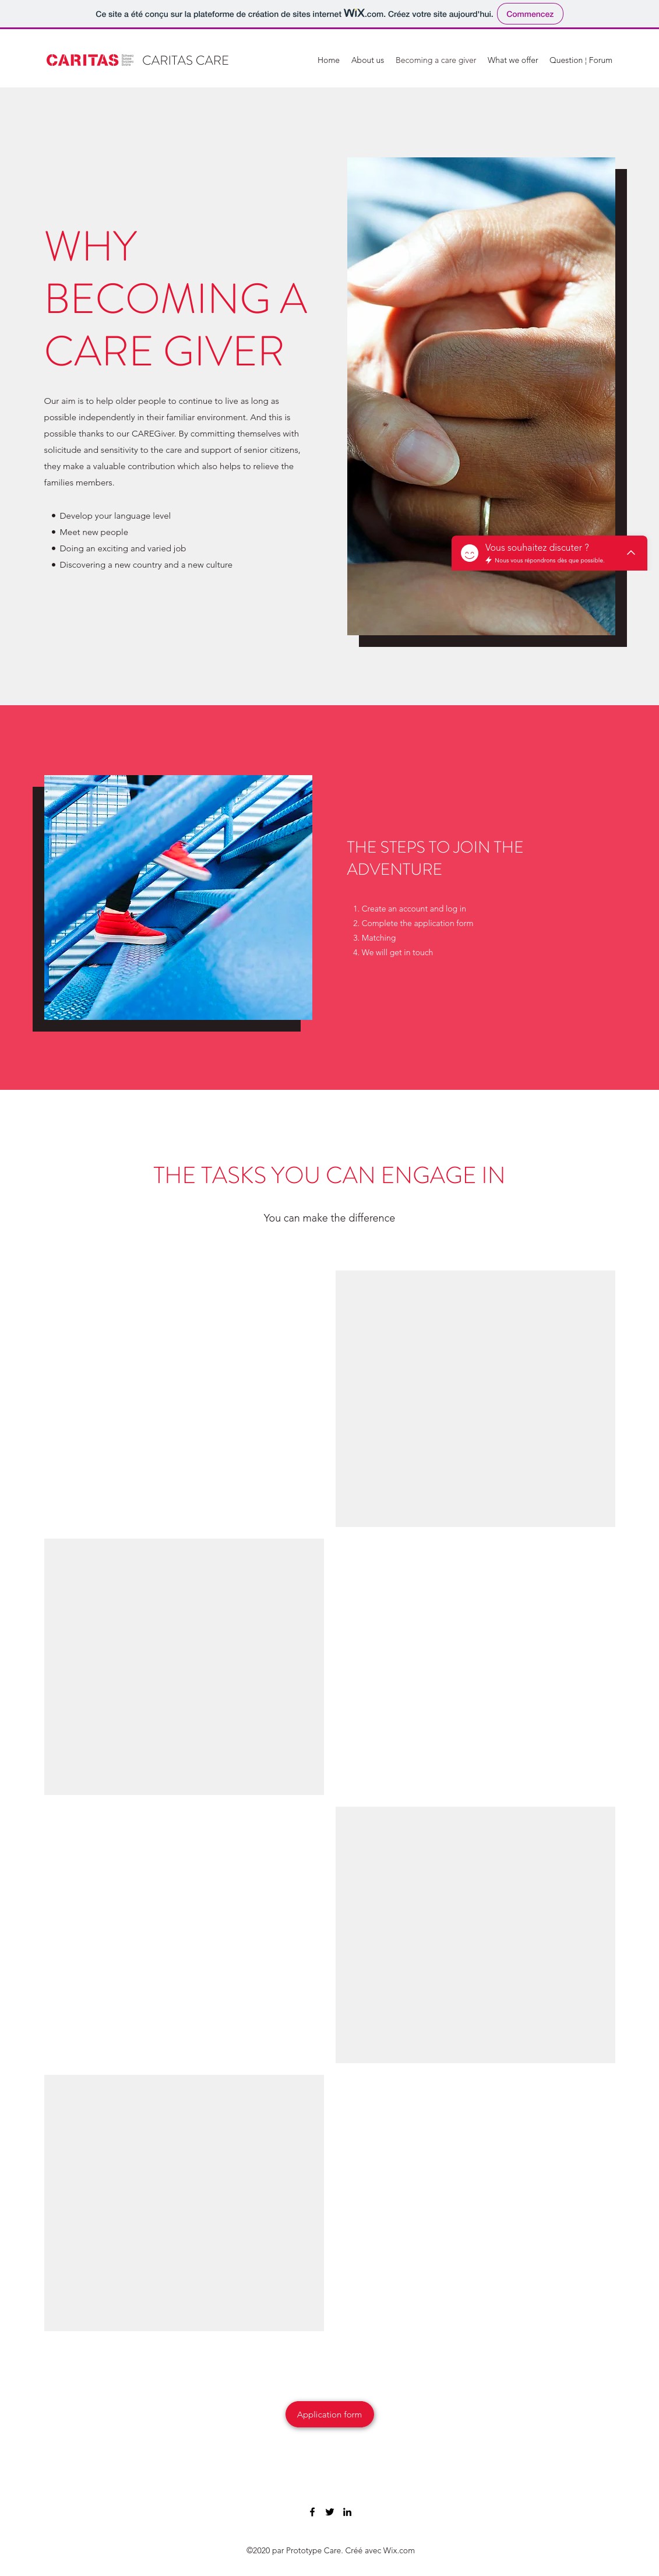 Ce site a été conçu sur la plateforme de création de sites internet WiX.com. Créez votre site aujourd'hui. Commencez
CARITAS CARITAS CARE
Home About us Becoming a care giver What we offer Question ¦ Forum
WHY
BECOMING A
CARE GIVER
Our aim is to help older people to continue to live as long as
possible independently in their familiar environment. And this is
possible thanks to our CAREGiver. By committing themselves with
solicitude and sensitivity to the care and support of senior citizens,
they make a valuable contribution which also helps to relieve the
families members.
• Develop your language level
• Meet new people
• Doing an exciting and varied job
• Discovering a new country and a new culture
Vous souhaitez discuter ?
Nous vous répondrons dès que possible.
THE STEPS TO JOIN THE
ADVENTURE
1. Create an account and log in
2. Complete the application form
3. Matching
4. We will get in touch
THE TASKS YOU CAN ENGAGE IN
You can make the difference
Application form
©2020 par Prototype Care. Créé avec Wix.com